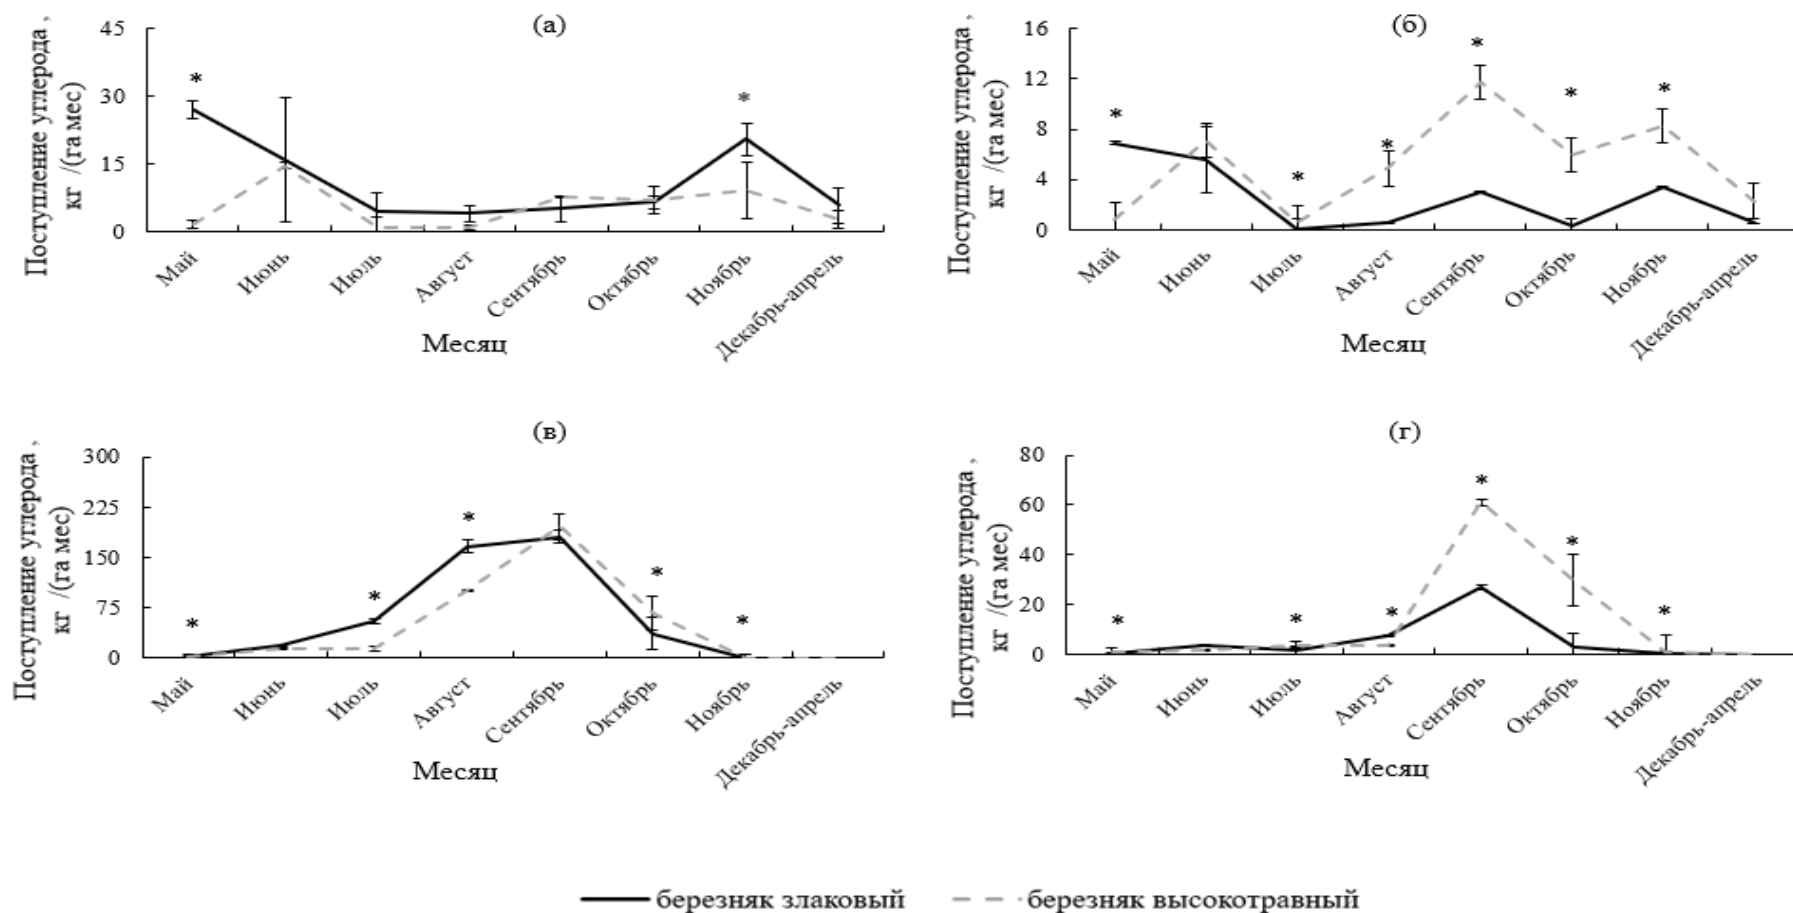 (а)
Поступление углерода ,
кг /(га мес)
45
30
15
0
*
*
Май
Июнь
Июль
Август
Сентябрь
Октябрь
Ноябрь
Декабрь-апрель
Месяц
(б)
Поступление углерода ,
кг /(га мес)
16
12
8
4
0
*
*
*
*
*
*
Май
Июнь
Июль
Август
Сентябрь
Октябрь
Ноябрь
Декабрь-апрель
Месяц
(в)
Поступление углерода ,
кг /(га мес)
300
225
150
75
0
*
*
*
*
*
Май
Июнь
Июль
Август
Сентябрь
Октябрь
Ноябрь
Декабрь-апрель
Месяц
(г)
Поступление углерода ,
кг /(га мес)
80
60
40
20
0
*
*
*
*
*
*
Май
Июнь
Июль
Август
Сентябрь
Октябрь
Ноябрь
Декабрь-апрель
Месяц
березняк злаковый
березняк высокотравный